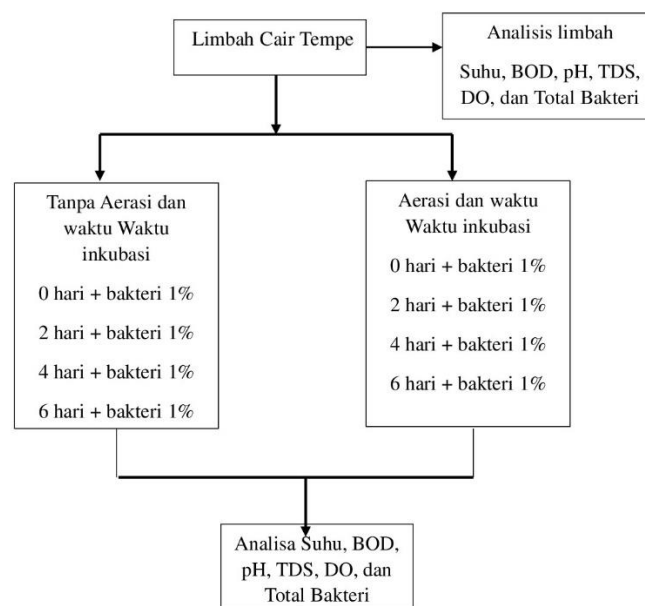 Limbah Cair Tempe
Analisis limbah
Suhu, BOD, pH, TDS,
DO, dan Total Bakteri
Tanpa Aerasi dan
waktu Waktu
inkubasi
0 hari + bakteri 1%
2 hari + bakteri 1%
4 hari + bakteri 1%
6 hari + bakteri 1%
Aerasi dan waktu
Waktu inkubasi
0 hari + bakteri 1%
2 hari + bakteri 1%
4 hari + bakteri 1%
6 hari + bakteri 1%
Analisa Suhu, BOD,
pH, TDS, DO, dan
Total Bakteri